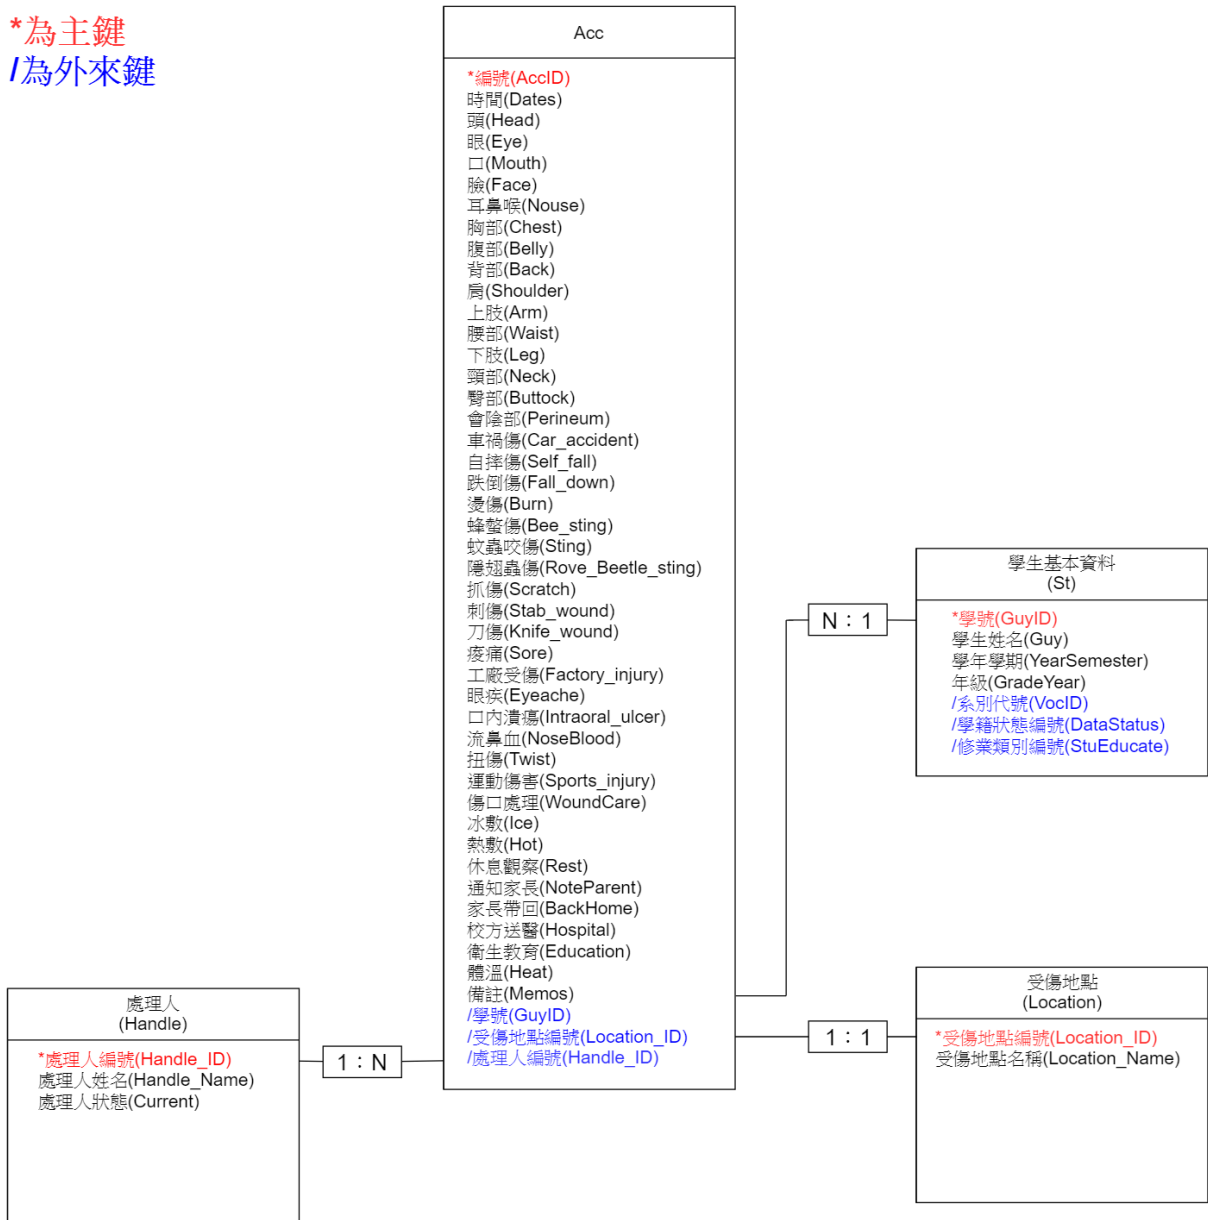 *為主鍵
/為外來鍵
Acc
*編號(AccID)
時間(Dates)
頭(Head)
眼(Eye)
口(Mouth)
臉(Face)
耳鼻喉(Nouse)
胸部(Chest)
腹部(Belly)
背部(Back)
肩(Shoulder)
上肢(Arm)
腰部(Waist)
下肢(Leg)
頸部(Neck)
臀部(Buttock)
會陰部(Perineum)
車禍傷(Car_accident)
自摔傷(Self_fall)
跌倒傷(Fall_down)
燙傷(Burn)
蜂螫傷(Bee_sting)
蚊蟲咬傷(Sting)
隱翅蟲傷(Rove_Beetle_sting)
抓傷(Scratch)
刺傷(Stab_wound)
刀傷(Knife_wound)
痠痛(Sore)
工廠受傷(Factory_injury)
眼疾(Eyeache)
口內潰瘍(Intraoral_ulcer)
流鼻血(NoseBlood)
扭傷(Twist)
運動傷害(Sports_injury)
傷口處理(WoundCare)
冰敷(Ice)
熱敷(Hot)
休息觀察(Rest)
通知家長(NoteParent)
家長帶回(BackHome)
校方送醫(Hospital)
衛生教育(Education)
體溫(Heat)
備註(Memos)
/學號(GuyID)
/受傷地點編號(Location_ID)
/處理人編號(Handle_ID)
N：1
學生基本資料
(St)
*學號(GuyID)
學生姓名(Guy)
學年學期(YearSemester)
年級(GradeYear)
/系別代號(VocID)
/學籍狀態編號(DataStatus)
/修業類別編號(StuEducate)
1：1
受傷地點
(Location)
*受傷地點編號(Location_ID)
受傷地點名稱(Location_Name)
處理人
(Handle)
*處理人編號(Handle_ID)
處理人姓名(Handle_Name)
處理人狀態(Current)
1：N